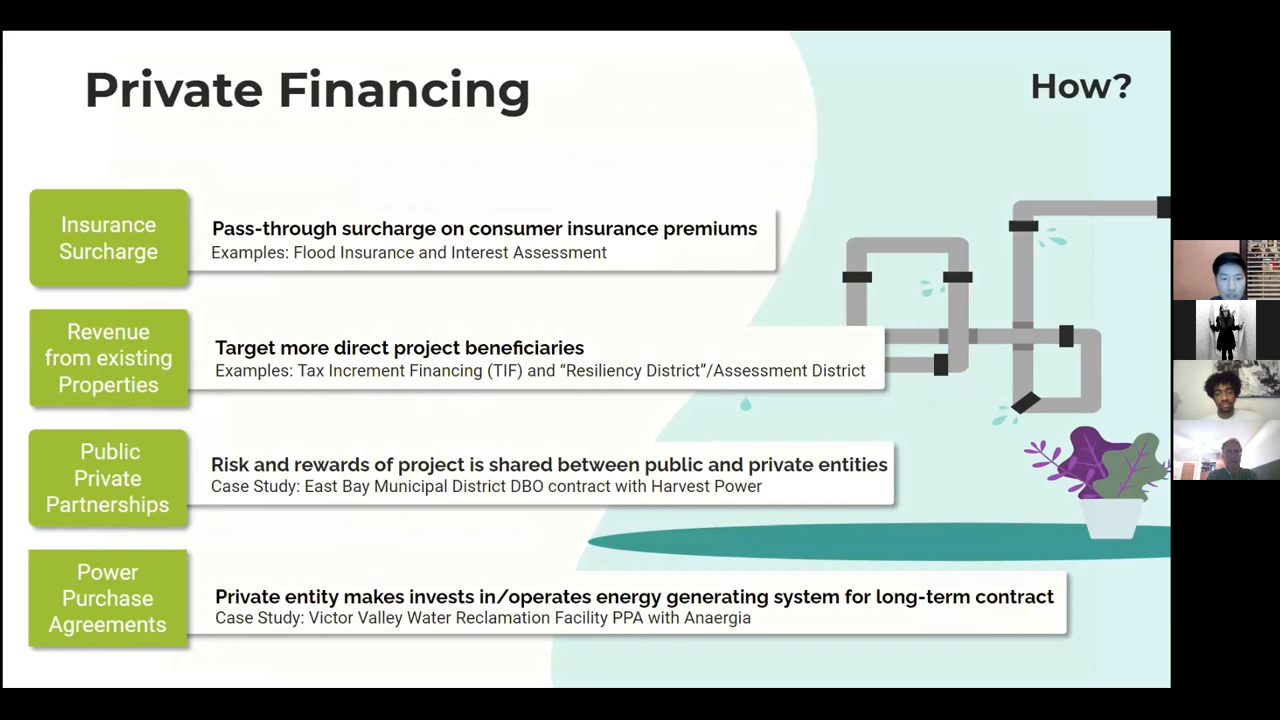 Private Financing
How?
Insurance
Surcharge
Pass-through surcharge on consumer insurance premiums
Examples: Flood Insurance and Interest Assessment
Revenue
from existing
Properties
Target more direct project beneficiaries
Examples: Tax Increment Financing (TIF) and “Resiliency District”/Assessment District
Public
Private
Partnerships
Risk and rewards of project is shared between public and private entities
Case Study: East Bay Municipal District DBO contract with Harvest Power
Power
Purchase
Agreements
Private entity makes invests in/operates energy generating system for long-term contract
Case Study: Victor Valley Water Reclamation Facility PPA with Anaergia